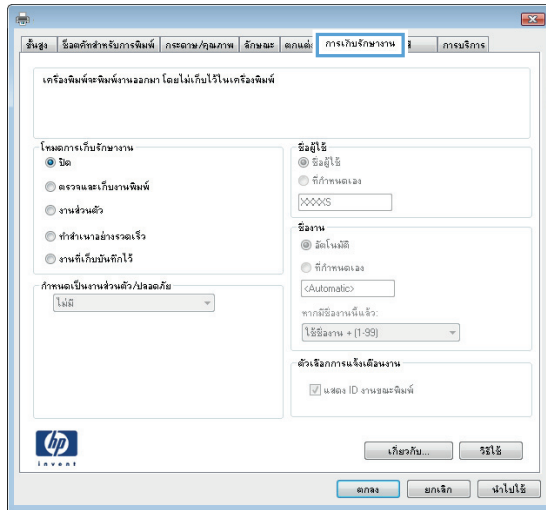 ขั้นสูง ช็อตคัทสำหรับการพิมพ์ กระดาษ/คุณภาพ ลักษณะ ตกแต่ง การเก็บรักษางาน สี การบริการ
เครื่องพิมพ์จะพิมพ์งานออกมา โดยไม่เก็บไว้ในเครื่องพิมพ์
โหมดการเก็บรักษางาน
ปิด
ตรวจและเก็บงานพิมพ์
งานส่วนตัว
ทำสำเนาอย่างรวดเร็ว
งานที่เก็บบันทึกไว้
กำหนดเป็นงานส่วนตัว/ปลอดภัย
ไม่มี
ชื่อผู้ใช้
ชื่อผู้ใช้
ที่กำหนดเอง
XXXXS
ชื่องาน
อัตโนมัติ
ที่กำหนดเอง
<Automatic>
หากมีชื่องานนี้แล้ว:
ใช้ชื่องาน + (1-99)
ตัวเลือกการแจ้งเตือนงาน
แสดง ID งานขณะพิมพ์
hp
invent
เกี่ยวกับ... วิธีใช้
ตกลง ยกเลิก นำไปใช้